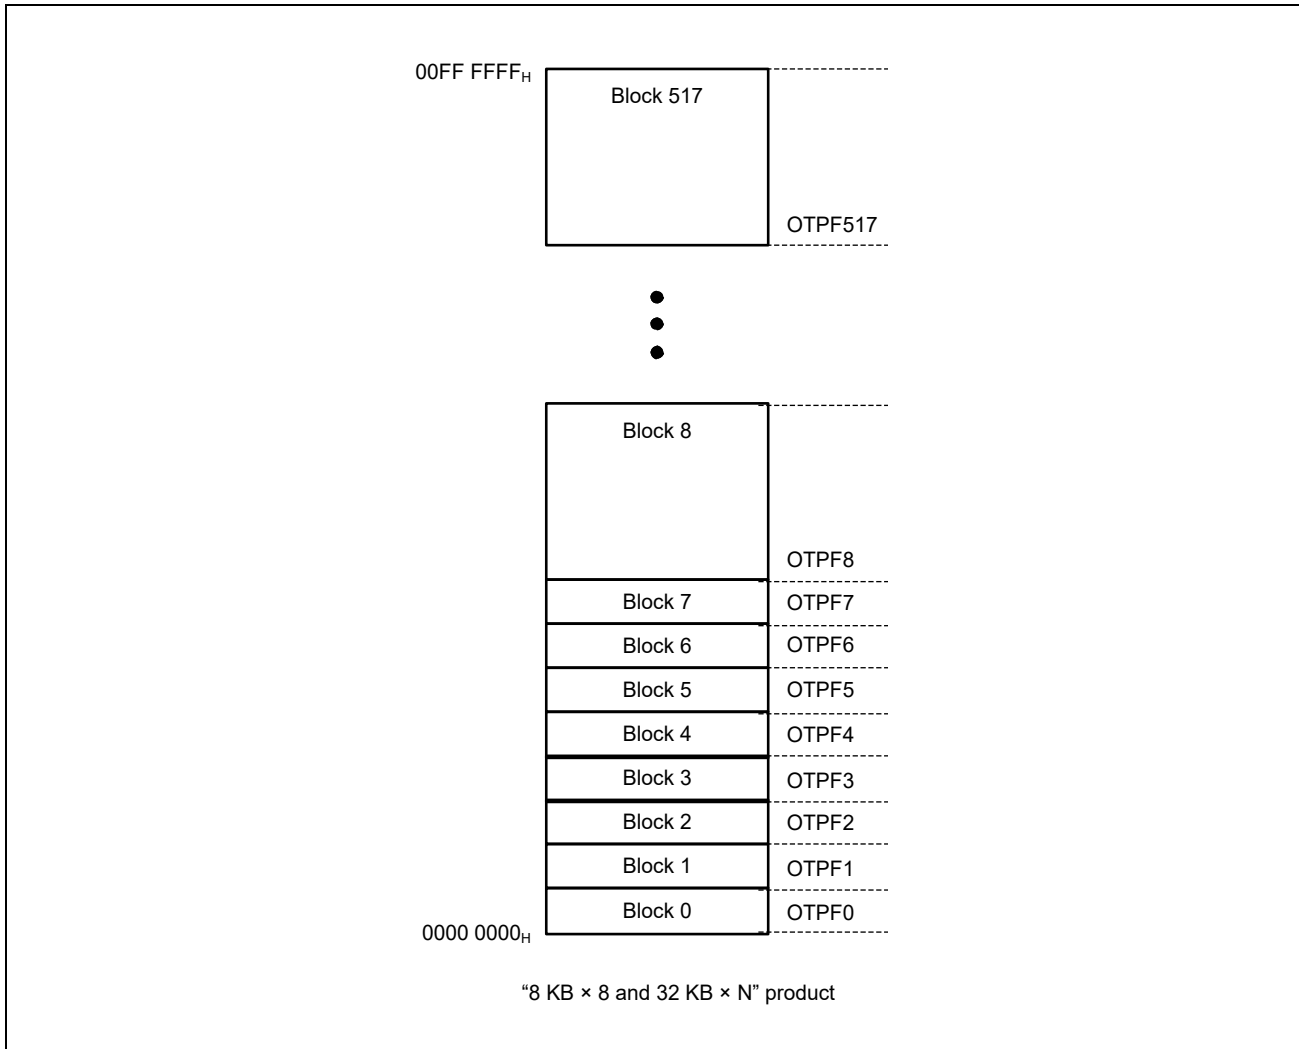 00FF FFFFH
Block 517
OTPF517
Block 8
OTPF8
Block 7 OTPF7
Block 6 OTPF6
Block 5 OTPF5
Block 4 OTPF4
Block 3 OTPF3
Block 2 OTPF2
Block 1 OTPF1
Block 0 OTPF0
0000 0000H
“8 KB × 8 and 32 KB × N” product